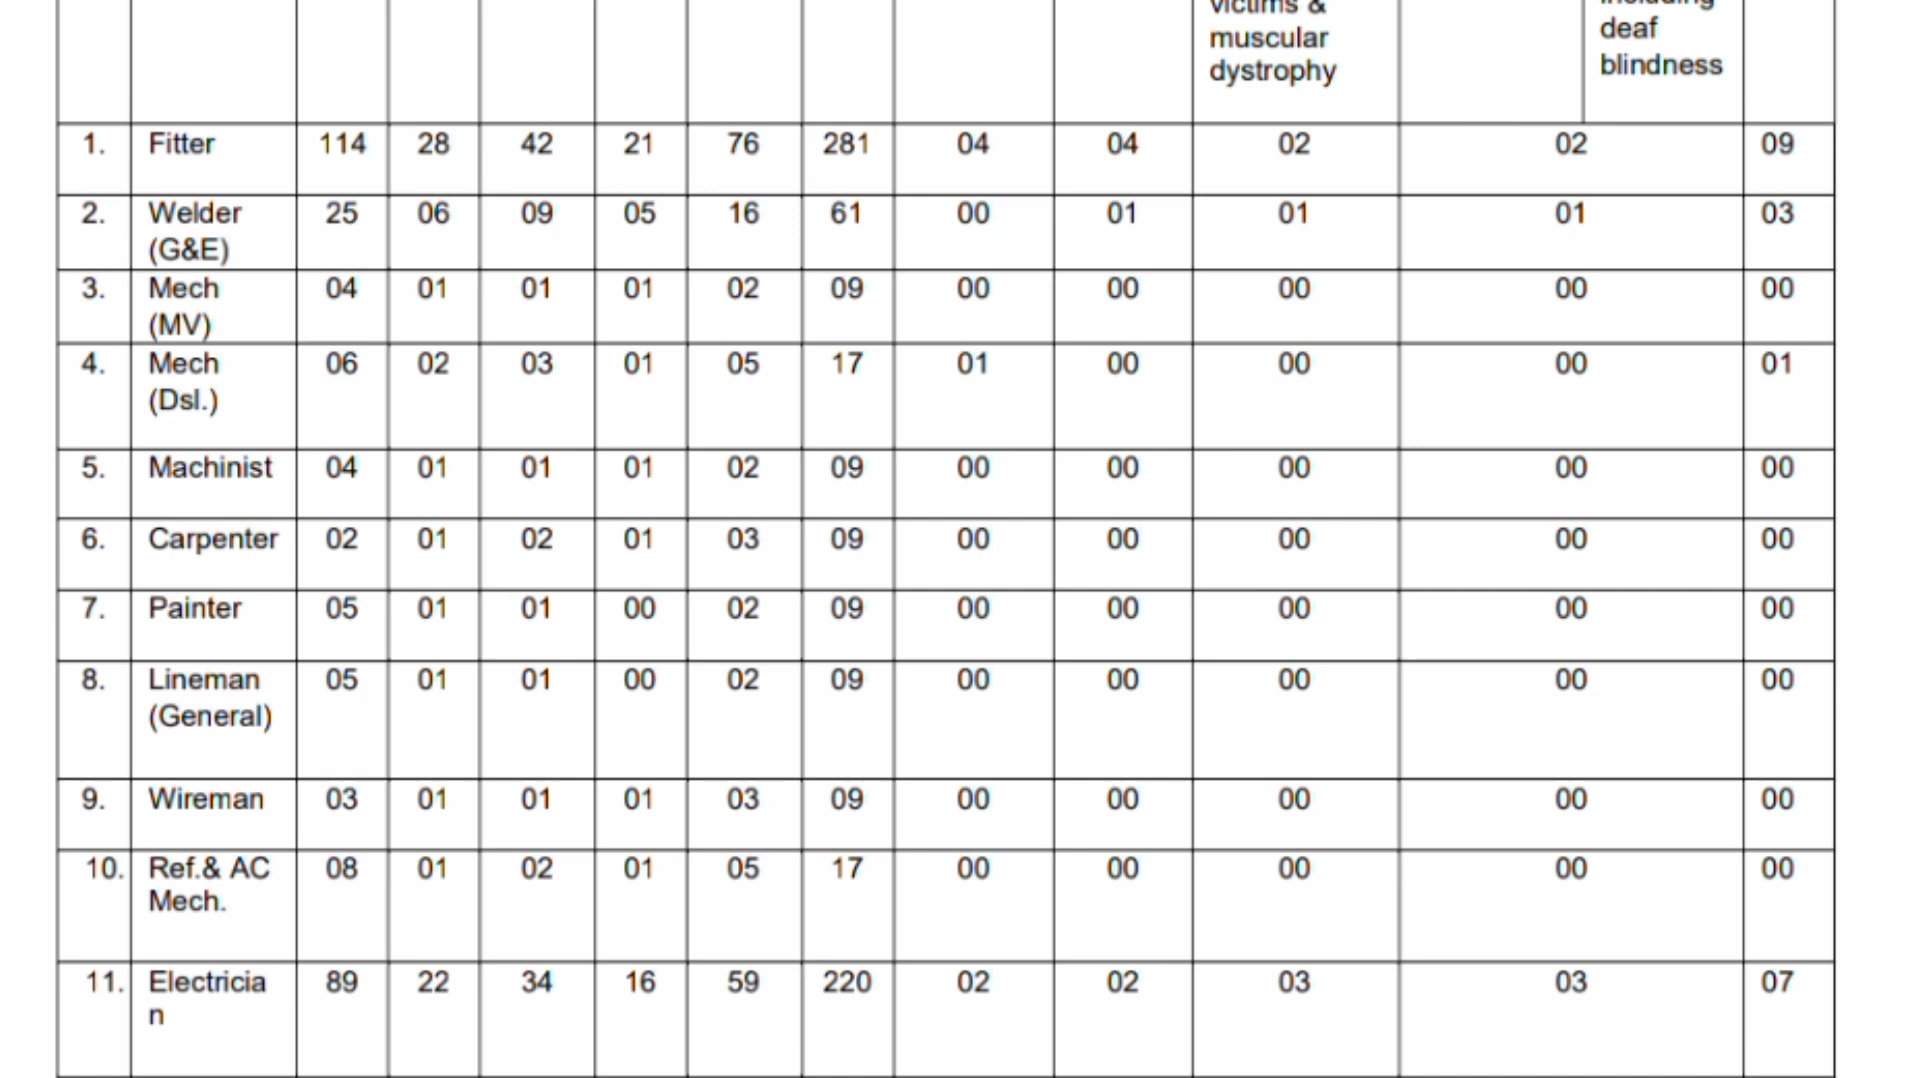 victims &
muscular
dystrophy
including
deaf
blindness
1. Fitter 114 28 42 21 76 281 04 04 02 02 09
2. Welder 25 06 09 05 16 61 00 01 01 01 03
(G&E)
3. Mech 04 01 01 01 02 09 00 00 00 00 00
(MV)
4. Mech 06 02 03 01 05 17 01 00 00 00 01
(Dsl.)
5. Machinist 04 01 01 01 02 09 00 00 00 00 00
6. Carpenter 02 01 02 01 03 09 00 00 00 00 00
7. Painter 05 01 01 00 02 09 00 00 00 00 00
8. Lineman 05 01 01 00 02 09 00 00 00 00 00
(General)
9. Wireman 03 01 01 01 03 09 00 00 00 00 00
10. Ref.& AC 08 01 02 01 05 17 00 00 00 00 00
Mech.
11. Electricia 89 22 34 16 59 220 02 02 03 03 07
n